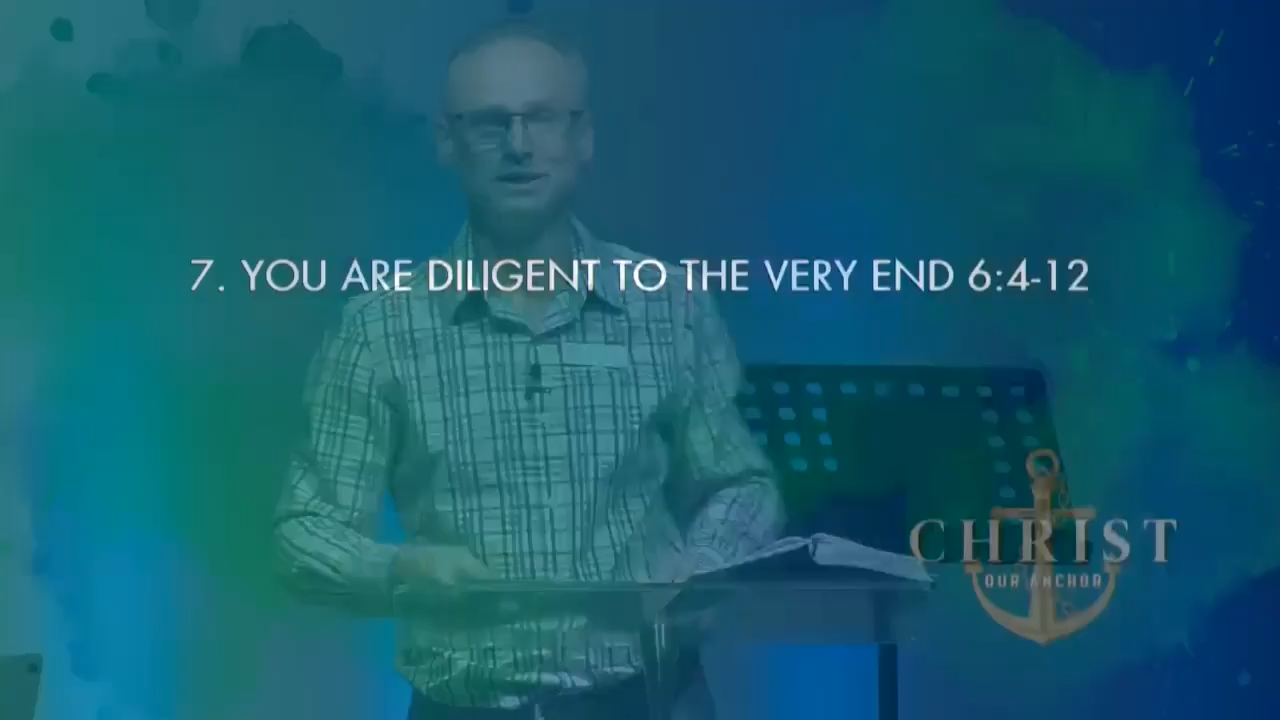 7. YOU ARE DILIGENT TO THE VERY END 6:4-12
CHRIST
OUR ANCHOR